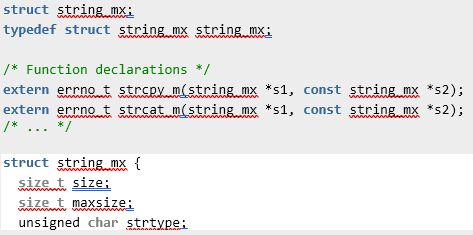 struct string_mx;
typedef struct string_mx string_mx;
/* Function declarations */
extern errno_t strcpy_m(string_mx *s1, const string_mx *s2);
extern errno_t strcat_m(string_mx *s1, const string_mx *s2);
/* ... */
struct string_mx {
size_t size;
size_t maxsize;
unsigned char strtype;